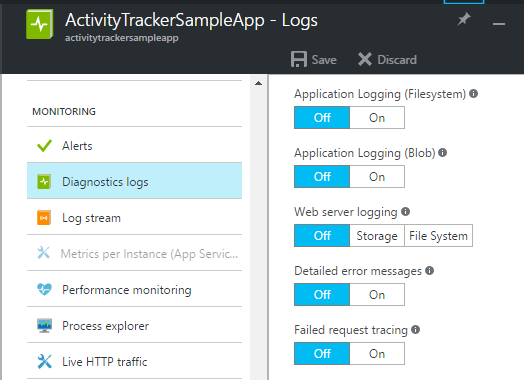 ActivityTrackerSampleApp - Logs
activitytrackersampleapp
Save Discard
MONITORING
Alerts
Diagnostics logs
Log stream
Metrics per Instance (App Servic...
Performance monitoring
Process explorer
Live HTTP traffic
Application Logging (Filesystem)
Off On
Application Logging (Blob)
Off On
Web server logging
Off Storage File System
Detailed error messages
Off On
Failed request tracing
Off On